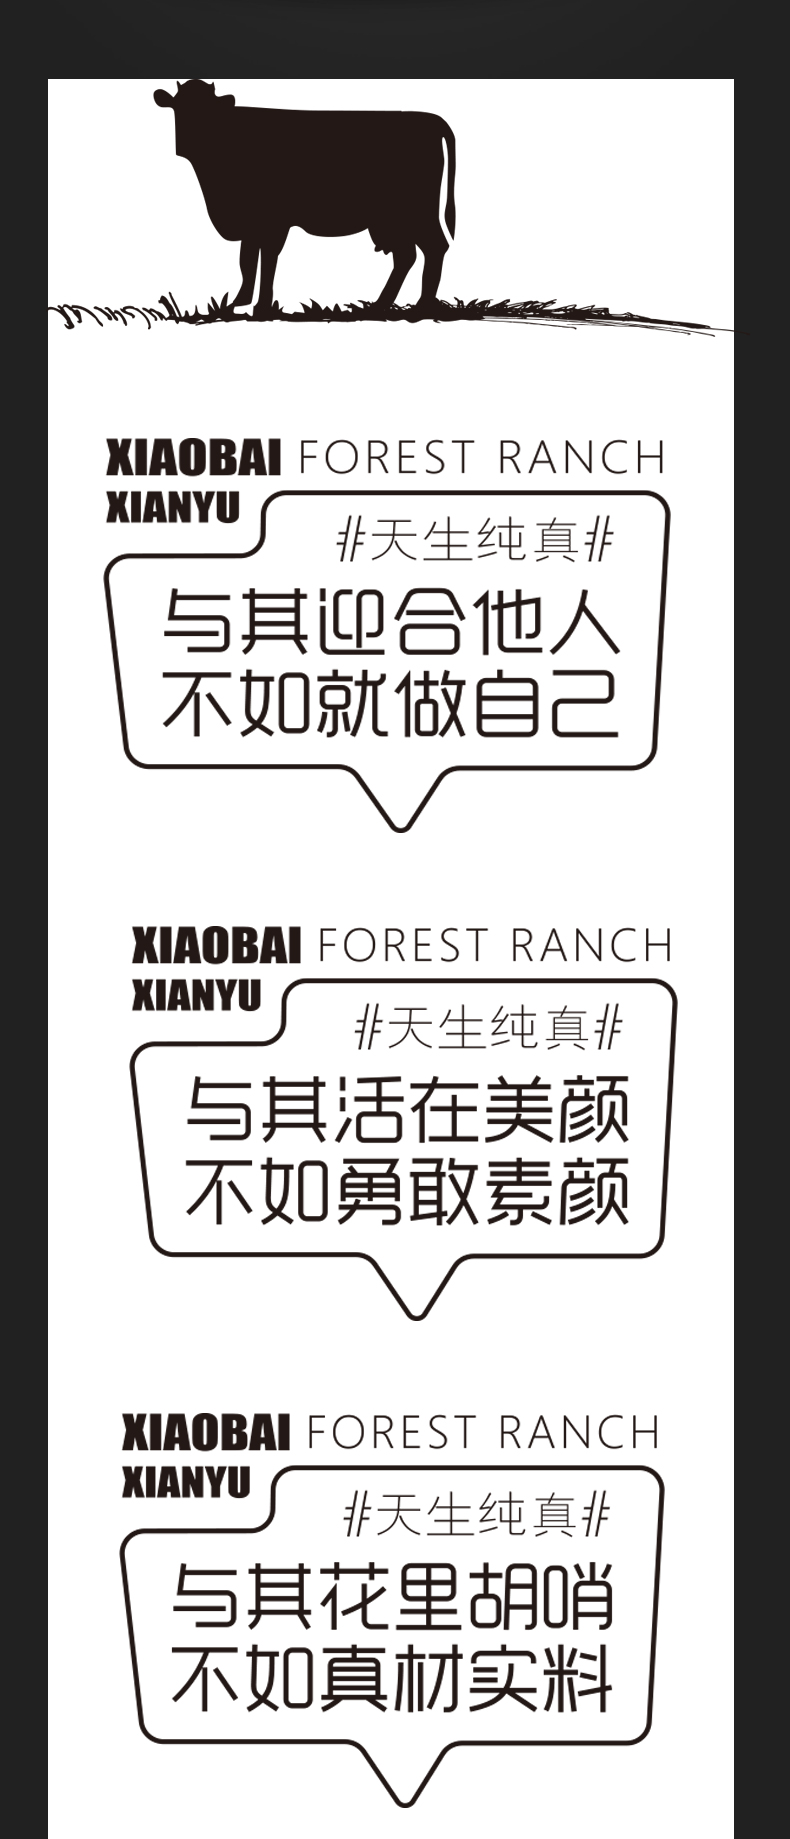 XIAOBAI FOREST RANCH
XIANYU
#天生纯真#
与其迎合他人
不如就做自己
XIAOBAI FOREST RANCH
XIANYU
#天生纯真#
与其活在美颜
不如勇敢素颜
XIAOBAI FOREST RANCH
XIANYU
#天生纯真#
与其花里胡哨
不如真材实料